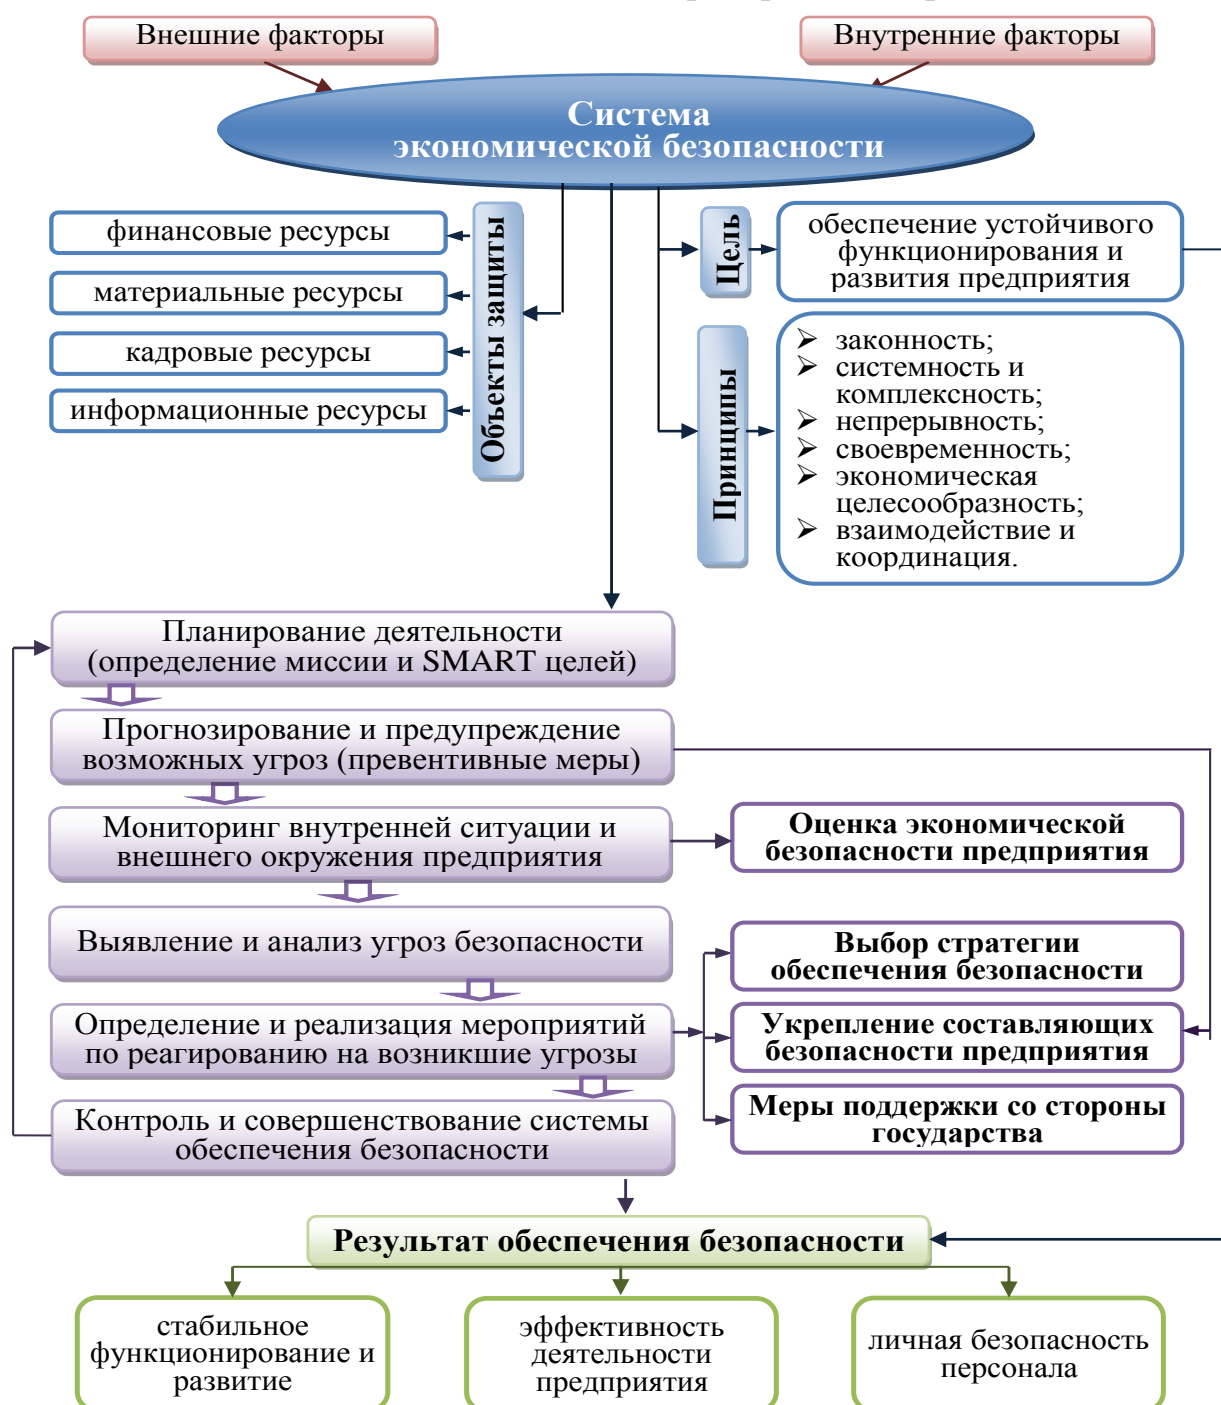 Внешние факторы
Внутренние факторы
Система
экономической безопасности
финансовые ресурсы
материальные ресурсы
кадровые ресурсы
информационные ресурсы
Объекты защиты
Цель
обеспечение устойчивого
функционирования и
развития предприятия
Принципы
законность;
системность и
комплексность;
непрерывность;
своевременность;
экономическая
целесообразность;
взаимодействие и
координация.
Планирование деятельности
(определение миссии и SMART целей)
Прогнозирование и предупреждение
возможных угроз (превентивные меры)
Мониторинг внутренней ситуации и
внешнего окружения предприятия
Оценка экономической
безопасности предприятия
Выявление и анализ угроз безопасности
Выбор стратегии
обеспечения безопасности
Определение и реализация мероприятий
по реагированию на возникшие угрозы
Укрепление составляющих
безопасности предприятия
Контроль и совершенствование системы
обеспечения безопасности
Меры поддержки со стороны
государства
Результат обеспечения безопасности
стабильное
функционирование и
развитие
эффективность
деятельности
предприятия
личная безопасность
персонала